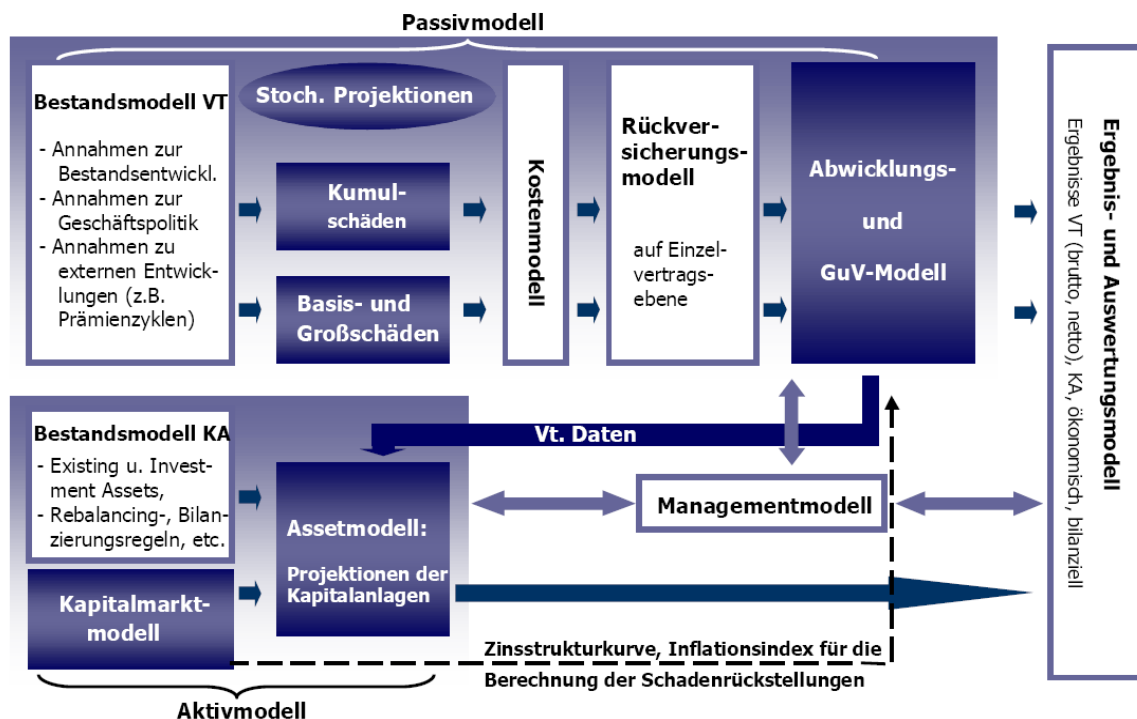 Passivmodell
Bestandsmodell VT
- Annahmen zur
Bestandsentwickl.
- Annahmen zur
Geschäftspolitik
- Annahmen zu
externen Entwick-
lungen (z.B.
Prämienzyklen)
Stoch. Projektionen
Kumul-
schäden
Basis- und
Großschäden
Kostenmodell
Rückver-
sicherungs-
modell
auf Einzel-
vertrags-
ebene
Abwicklungs-
und
GuV-Modell
Ergebnis- und Auswertungsmodell
Ergebnisse VT (brutto, netto), KA, ökonomisch, bilanziell
Bestandsmodell KA
- Existing u. Invest-
ment Assets,
- Rebalancing-, Bilan-
zierungsregeln, etc.
Kapitalmarkt-
modell
Vt. Daten
Assetmodell:
Projektionen der
Kapitalanlagen
Managementmodell
Zinsstrukturkurve, Inflationsindex für die
Berechnung der Schadenrückstellungen
Aktivmodell